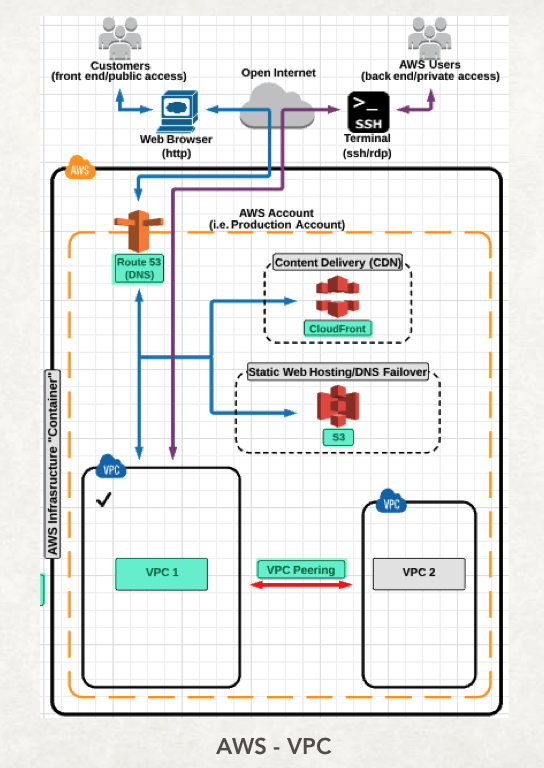 Customers
(front end/public access)
Open Internet
AWS Users
(back end/private access)
Web Browser
(http)
>_
SSH
Terminal
(ssh/rdp)
AWS
AWS Account
(i.e. Production Account)
Route 53
(DNS)
Content Delivery (CDN)
CloudFront
Static Web Hosting/DNS Failover
S3
AWS Infrasructure "Container"
VPC
VPC
VPC 1
VPC Peering
VPC 2
AWS - VPC